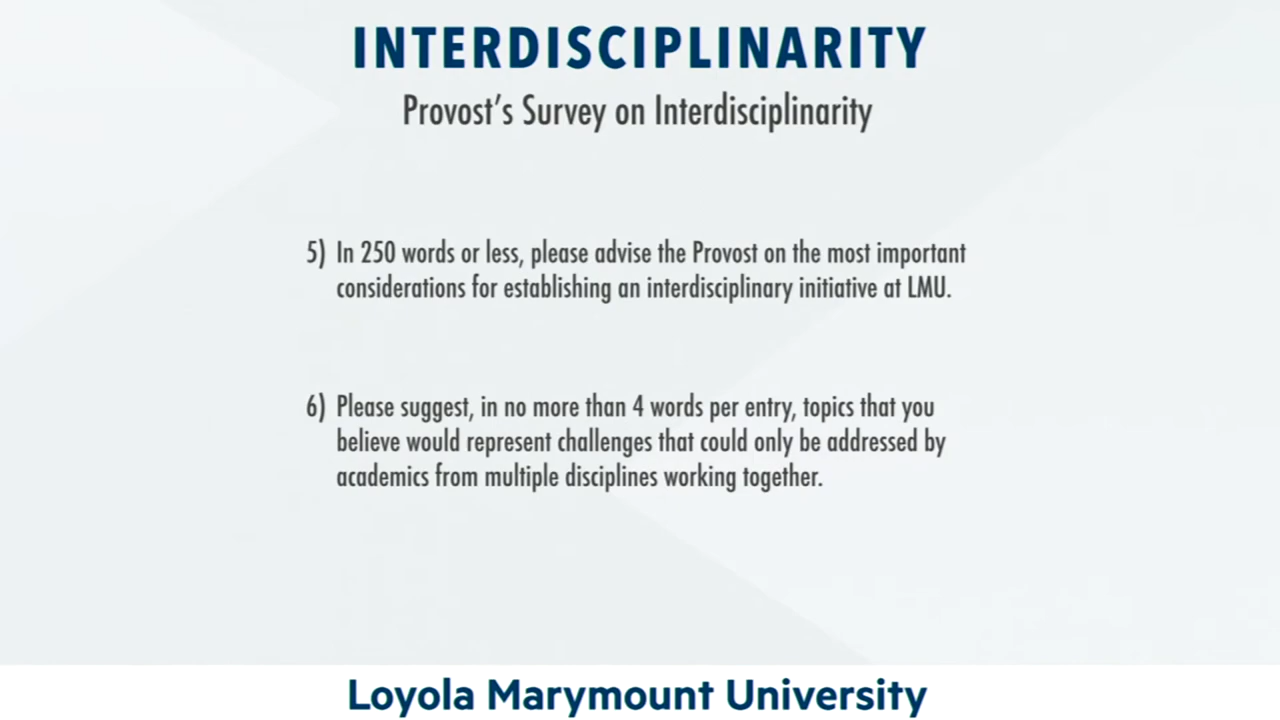 INTERDISCIPLINARITY
Provost’s Survey on Interdisciplinarity
5) In 250 words or less, please advise the Provost on the most important
considerations for establishing an interdisciplinary initiative at LMU.
6) Please suggest, in no more than 4 words per entry, topics that you
believe would represent challenges that could only be addressed by
academics from multiple disciplines working together.
Loyola Marymount University